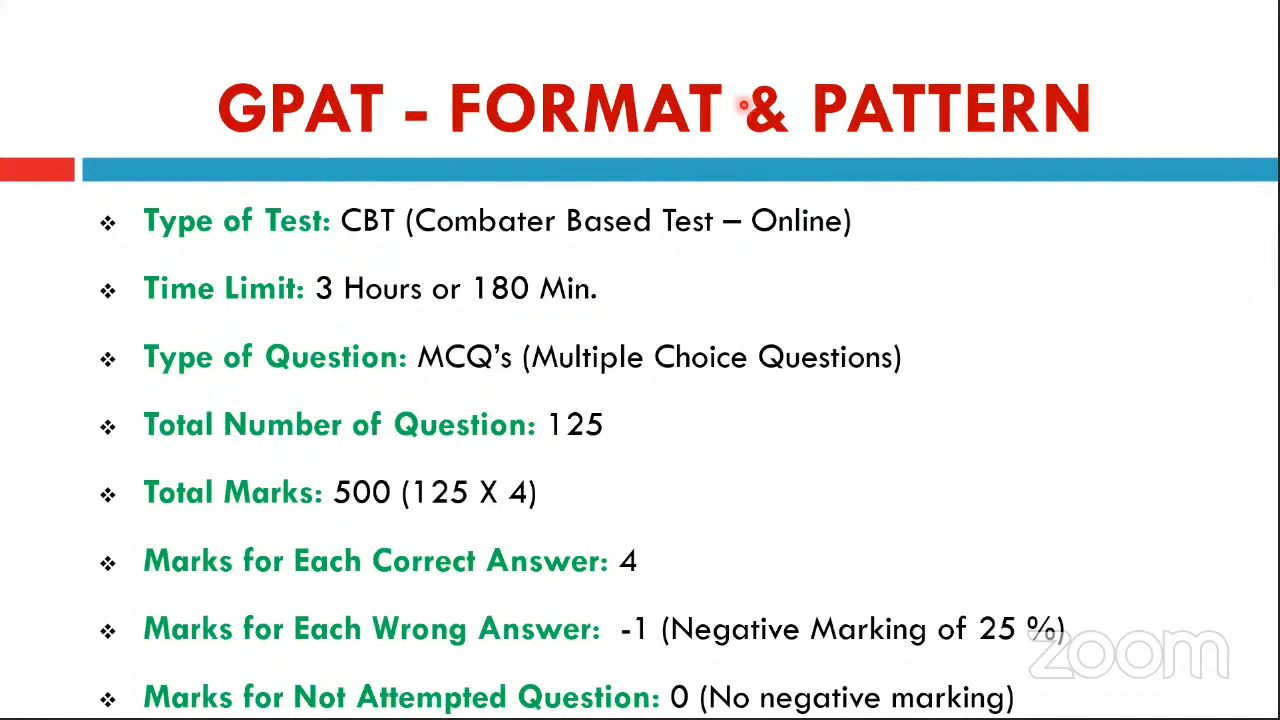 GPAT - FORMAT & PATTERN
❖ Type of Test: CBT (Combater Based Test – Online)
❖ Time Limit: 3 Hours or 180 Min.
❖ Type of Question: MCQ’s (Multiple Choice Questions)
❖ Total Number of Question: 125
❖ Total Marks: 500 (125 X 4)
❖ Marks for Each Correct Answer: 4
❖ Marks for Each Wrong Answer: -1 (Negative Marking of 25 %)
zoom
❖ Marks for Not Attempted Question: 0 (No negative marking)